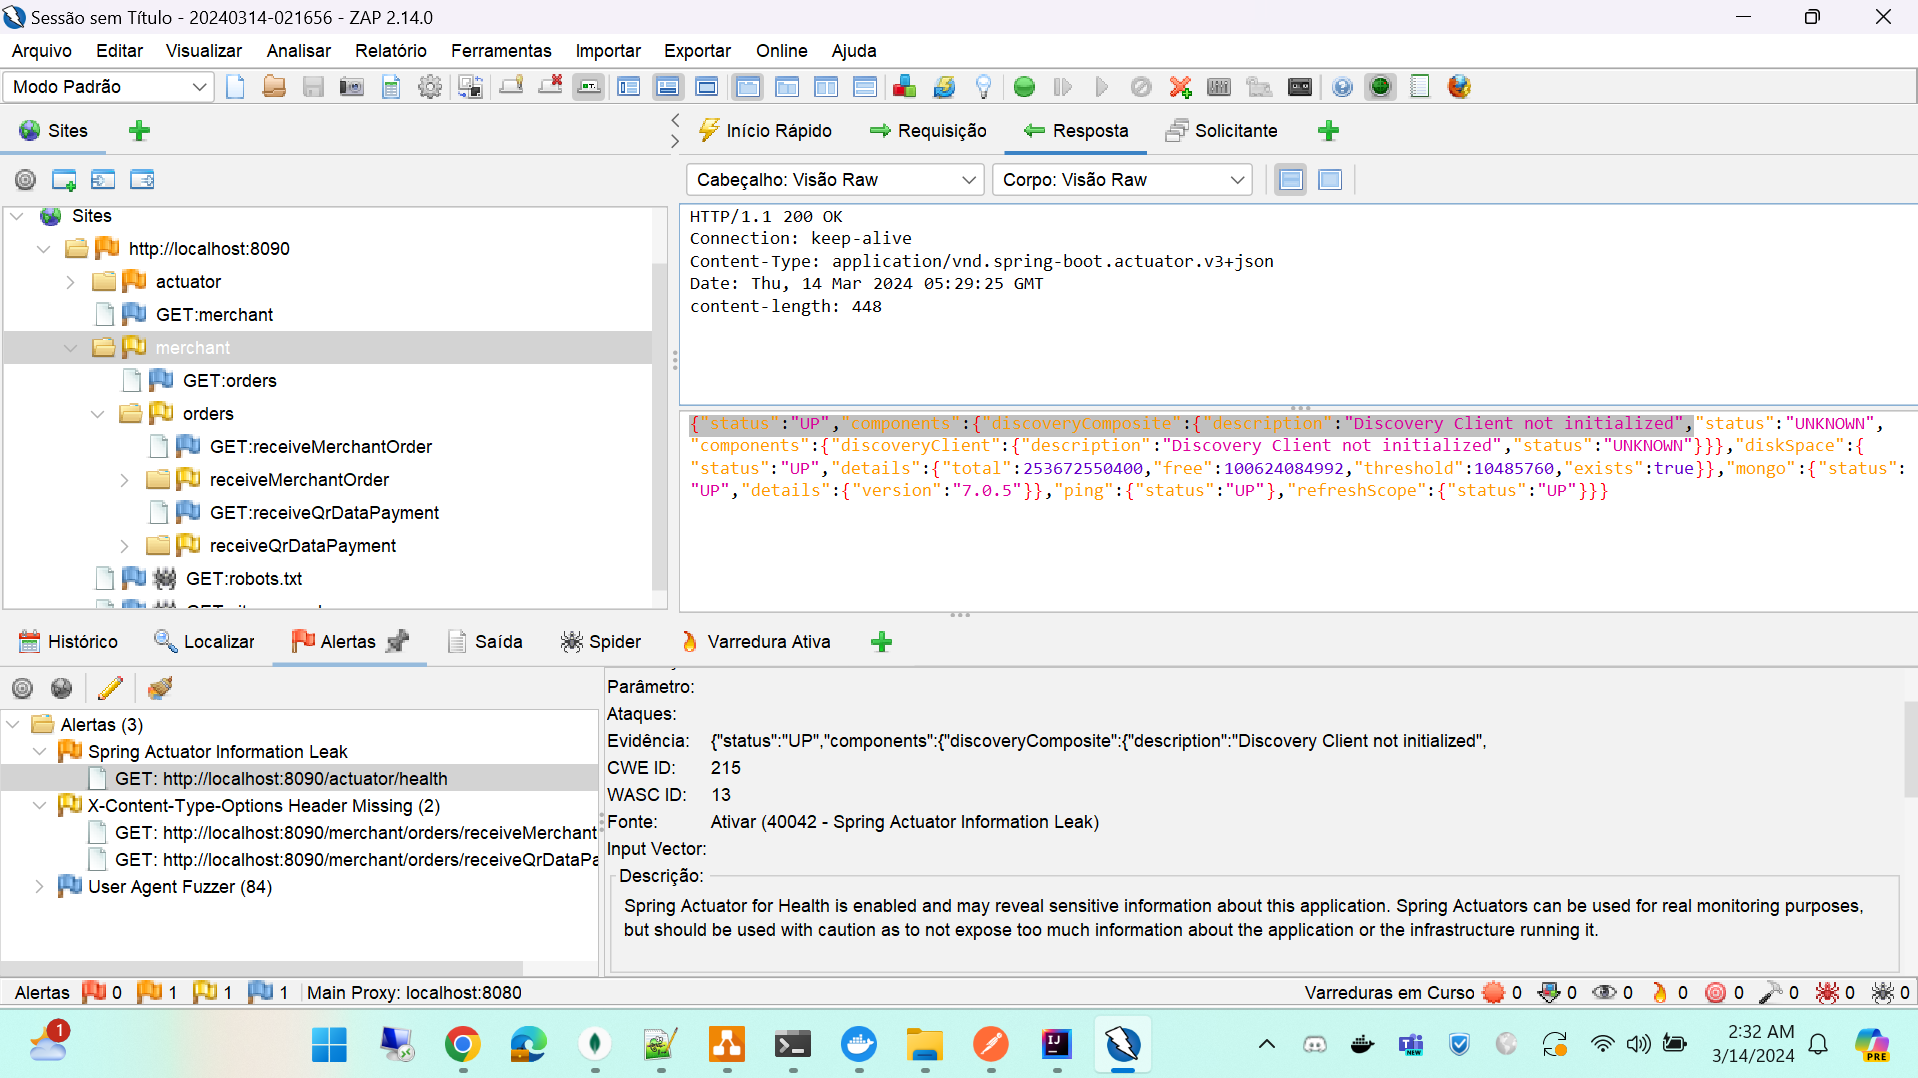 Sessão sem Título - 20240314-021656 - ZAP 2.14.0
Arquivo Editar Visualizar Analisar Relatório Ferramentas Importar Exportar Online Ajuda
Modo Padrão
Sites
Início Rápido Requisição Resposta Solicitante
Cabeçalho: Visão Raw Corpo: Visão Raw
Sites
http://localhost:8090
actuator
GET:merchant
merchant
GET:orders
orders
GET:receiveMerchantOrder
receiveMerchantOrder
GET:receiveQrDataPayment
receiveQrDataPayment
GET:robots.txt
HTTP/1.1 200 OK
Connection: keep-alive
Content-Type: application/vnd.spring-boot.actuator.v3+json
Date: Thu, 14 Mar 2024 05:29:25 GMT
content-length: 448
{"status":"UP","components":{"discoveryComposite":{"description":"Discovery Client not initialized","status":"UNKNOWN",
"components":{"discoveryClient":{"description":"Discovery Client not initialized","status":"UNKNOWN"}}},"diskSpace":{
"status":"UP","details":{"total":253672550400,"free":100624084992,"threshold":10485760,"exists":true}},"mongo":{"status":
"UP","details":{"version":"7.0.5"}},"ping":{"status":"UP"},"refreshScope":{"status":"UP"}}}
Histórico Localizar Alertas Saída Spider Varredura Ativa
Alertas (3)
Spring Actuator Information Leak
GET: http://localhost:8090/actuator/health
X-Content-Type-Options Header Missing (2)
GET: http://localhost:8090/merchant/orders/receiveMerchant
GET: http://localhost:8090/merchant/orders/receiveQrDataPa
User Agent Fuzzer (84)
Parâmetro:
Ataques:
Evidência: {"status":"UP","components":{"discoveryComposite":{"description":"Discovery Client not initialized",
CWE ID: 215
WASC ID: 13
Fonte: Ativar (40042 - Spring Actuator Information Leak)
Input Vector:
Descrição:
Spring Actuator for Health is enabled and may reveal sensitive information about this application. Spring Actuators can be used for real monitoring purposes,
but should be used with caution as to not expose too much information about the application or the infrastructure running it.
Alertas 0 1 1 1 Main Proxy: localhost:8080
Varreduras em Curso 0 0 0 0 0 0 0 0
1
IJ
NEW
2:32 AM
3/14/2024
PRE